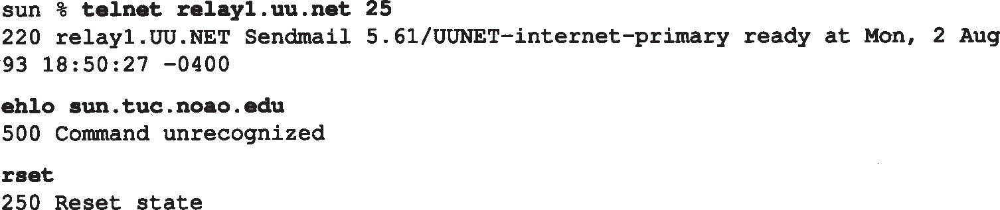 sun % telnet relay1.uu.net 25
220 relay1.UU.NET Sendmail 5.61/UUNET-internet-primary ready at Mon, 2 Aug
93 18:50:27 -0400
ehlo sun.tuc.noao.edu
500 Command unrecognized
rset
250 Reset state